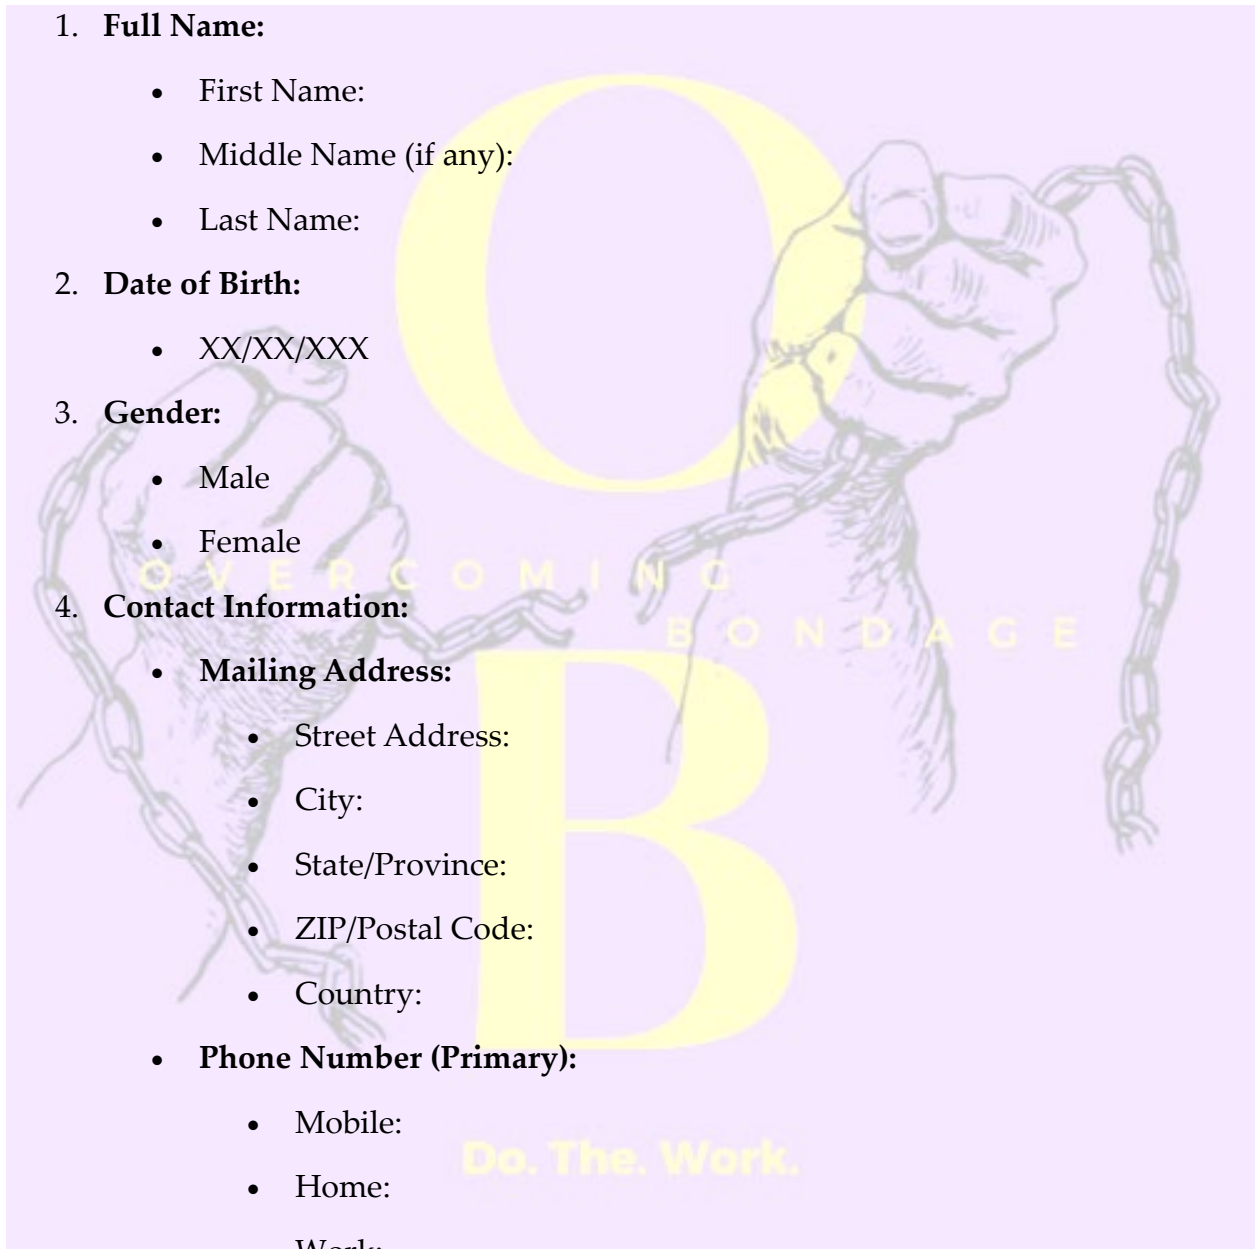 1. Full Name:
• First Name:
• Middle Name (if any):
• Last Name:
2. Date of Birth:
• XX/XX/XXX
3. Gender:
• Male
• Female
OVERCOMING
4. Contact Information:
BONDAGE
• Mailing Address:
• Street Address:
• City:
• State/Province:
• ZIP/Postal Code:
• Country:
• Phone Number (Primary):
• Mobile:
Do. The. Work.
• Home:
Work:
O
B